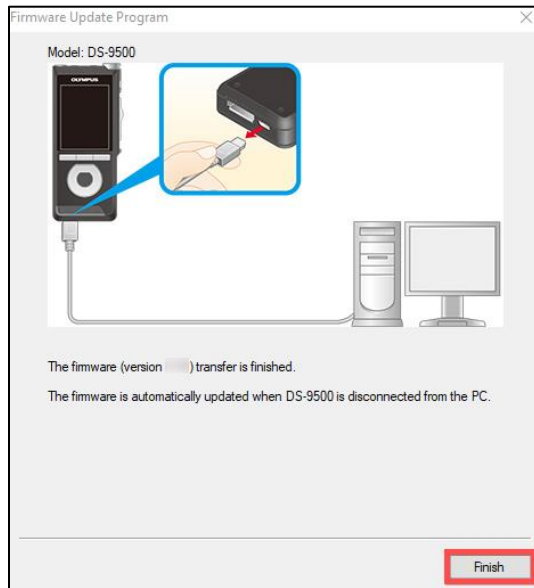 Firmware Update Program
Model: DS-9500
OLYMPUS
The firmware (version ) transfer is finished.
The firmware is automatically updated when DS-9500 is disconnected from the PC.
Finish